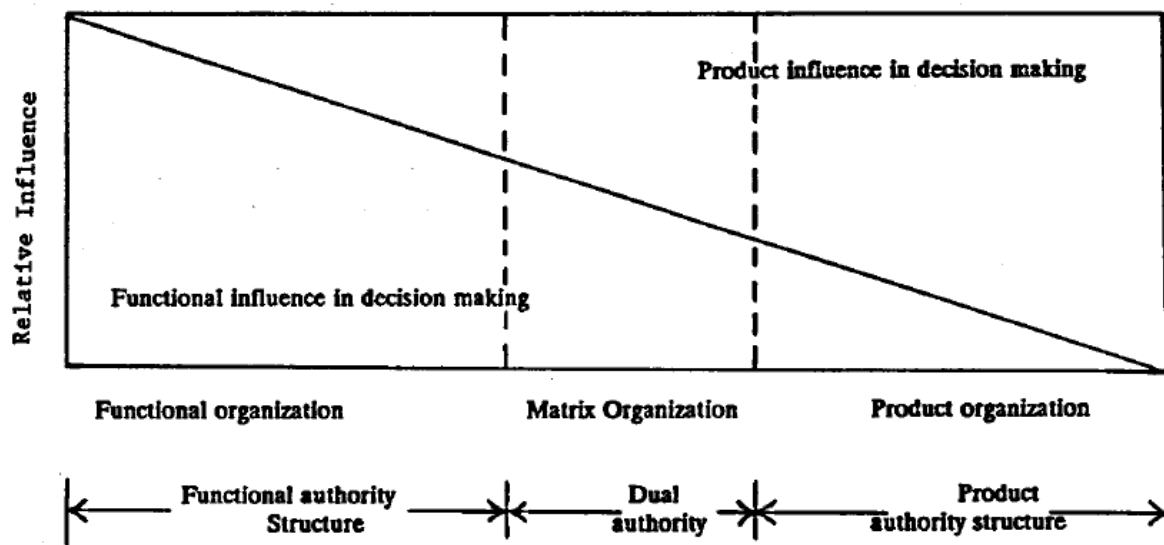 Product influence in decision making
Relative Influence
Functional influence in decision making
Functional organization
Matrix Organization
Product organization
Functional authority
Structure
Dual
authority
Product
authority structure